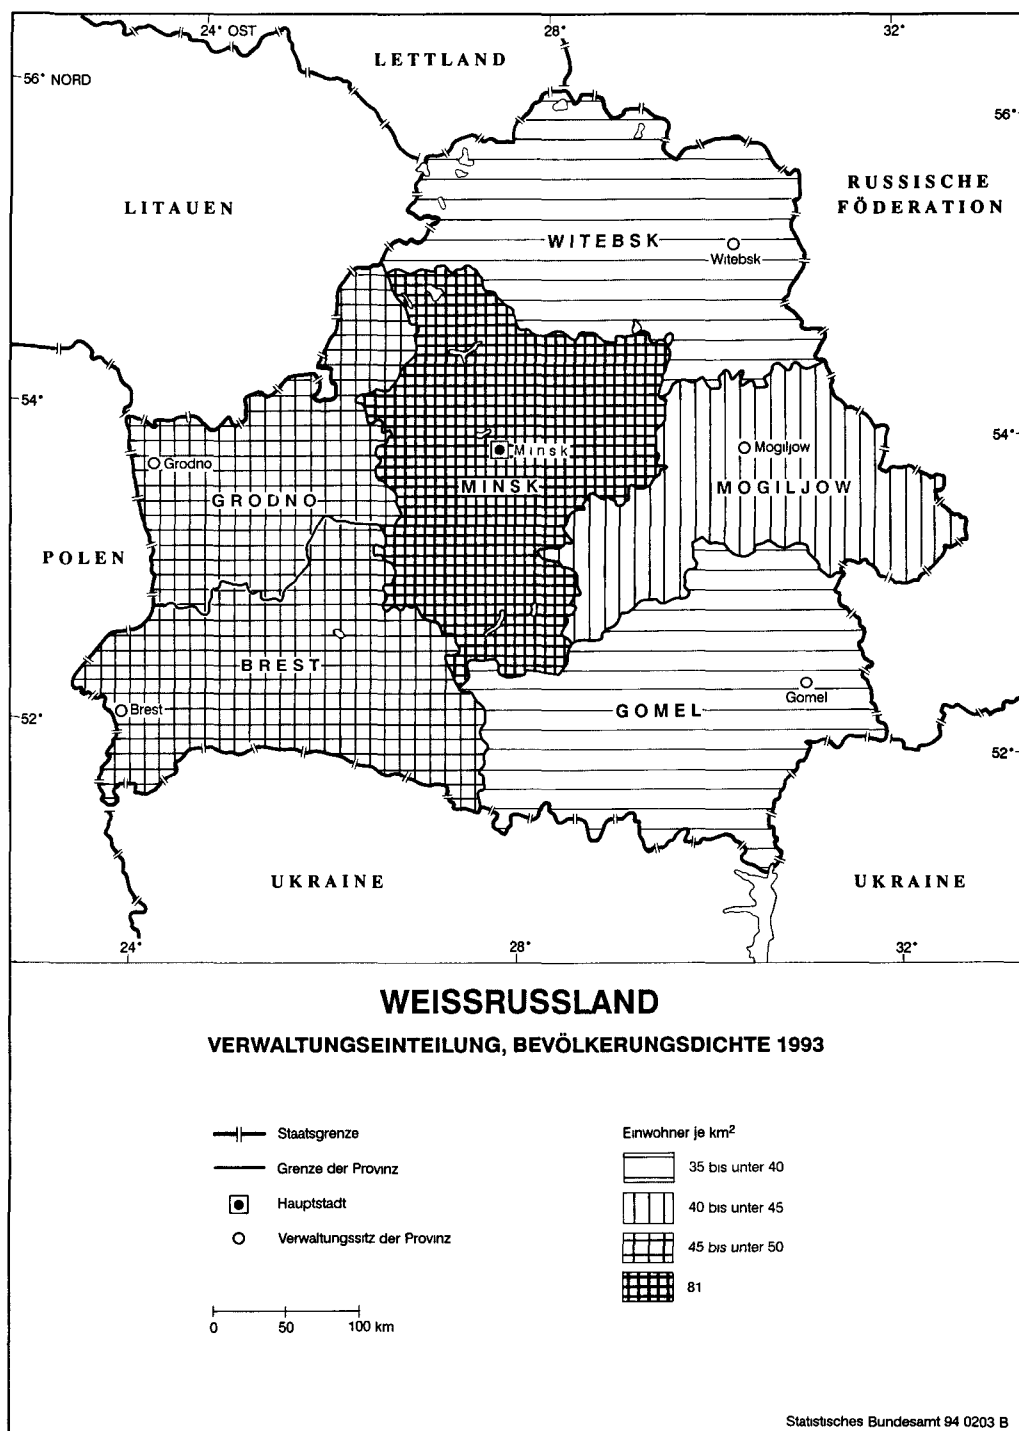 24° OST
28°
32°
LETTLAND
56° NORD
56°
RUSSISCHE
FÖDERATION
LITAUEN
WITEBSK
Witebsk
54°
54°
Minsk
Mogiljow
Grodno
MINSK
MOGILJOW
GRODNO
POLEN
BREST
Brest
Gomel
GOMEL
52°
52°
UKRAINE
UKRAINE
24°
28°
32°
WEISSRUSSLAND
VERWALTUNGSEINTEILUNG, BEVÖLKERUNGSDICHTE 1993
Staatsgrenze
Grenze der Provinz
Hauptstadt
Verwaltungssitz der Provinz
0 50 100 km
Einwohner je km²
35 bis unter 40
40 bis unter 45
45 bis unter 50
81
Statistisches Bundesamt 94 0203 B